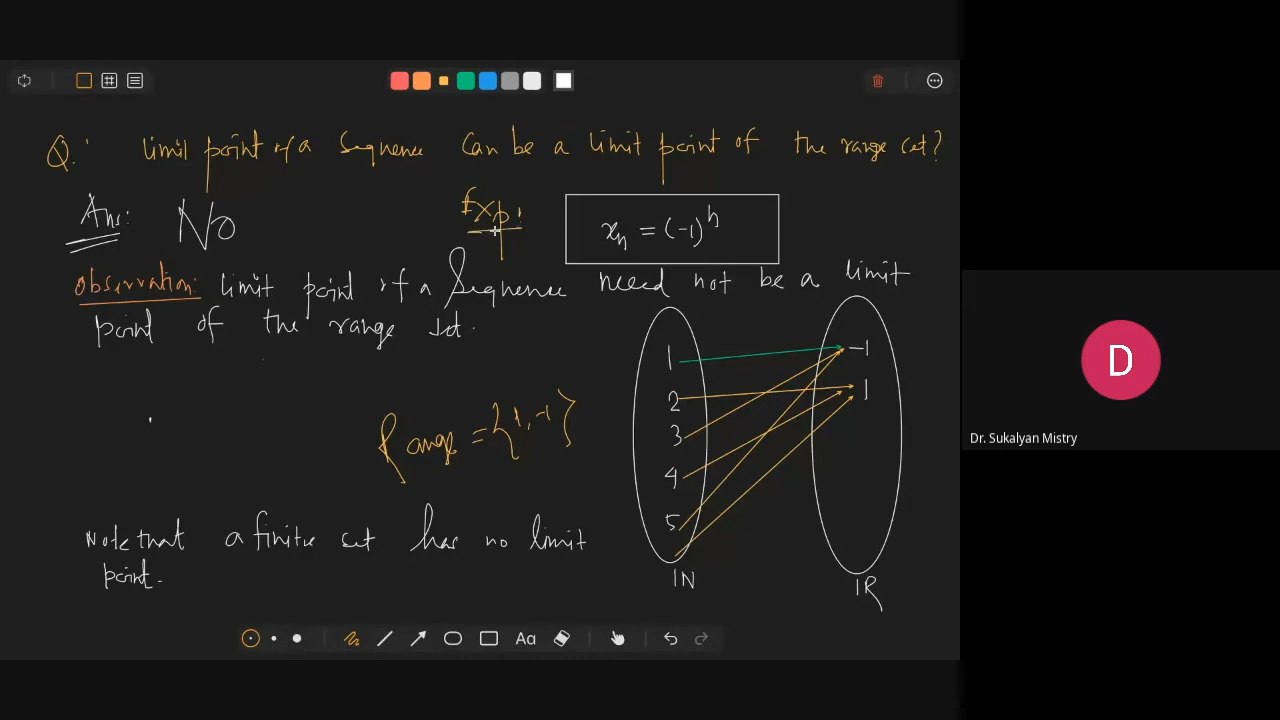 Q: limit point of a sequence can be a limit point of the range set?
Ans: No
Exp:
xₙ = (-1)ⁿ
Observation: limit point of a sequence need not be a limit
point of the range set.
1
2
3
4
5
-1
1
Range = {1, -1}
Note that a finite set has no limit
point.
IN
IR
Aa
D
Dr. Sukalyan Mistry